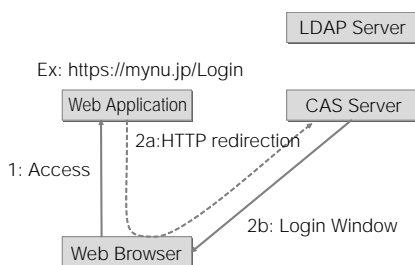 LDAP Server
Ex: https://mynu.jp/Login
Web Application
CAS Server
2a:HTTP redirection
1: Access
2b: Login Window
Web Browser